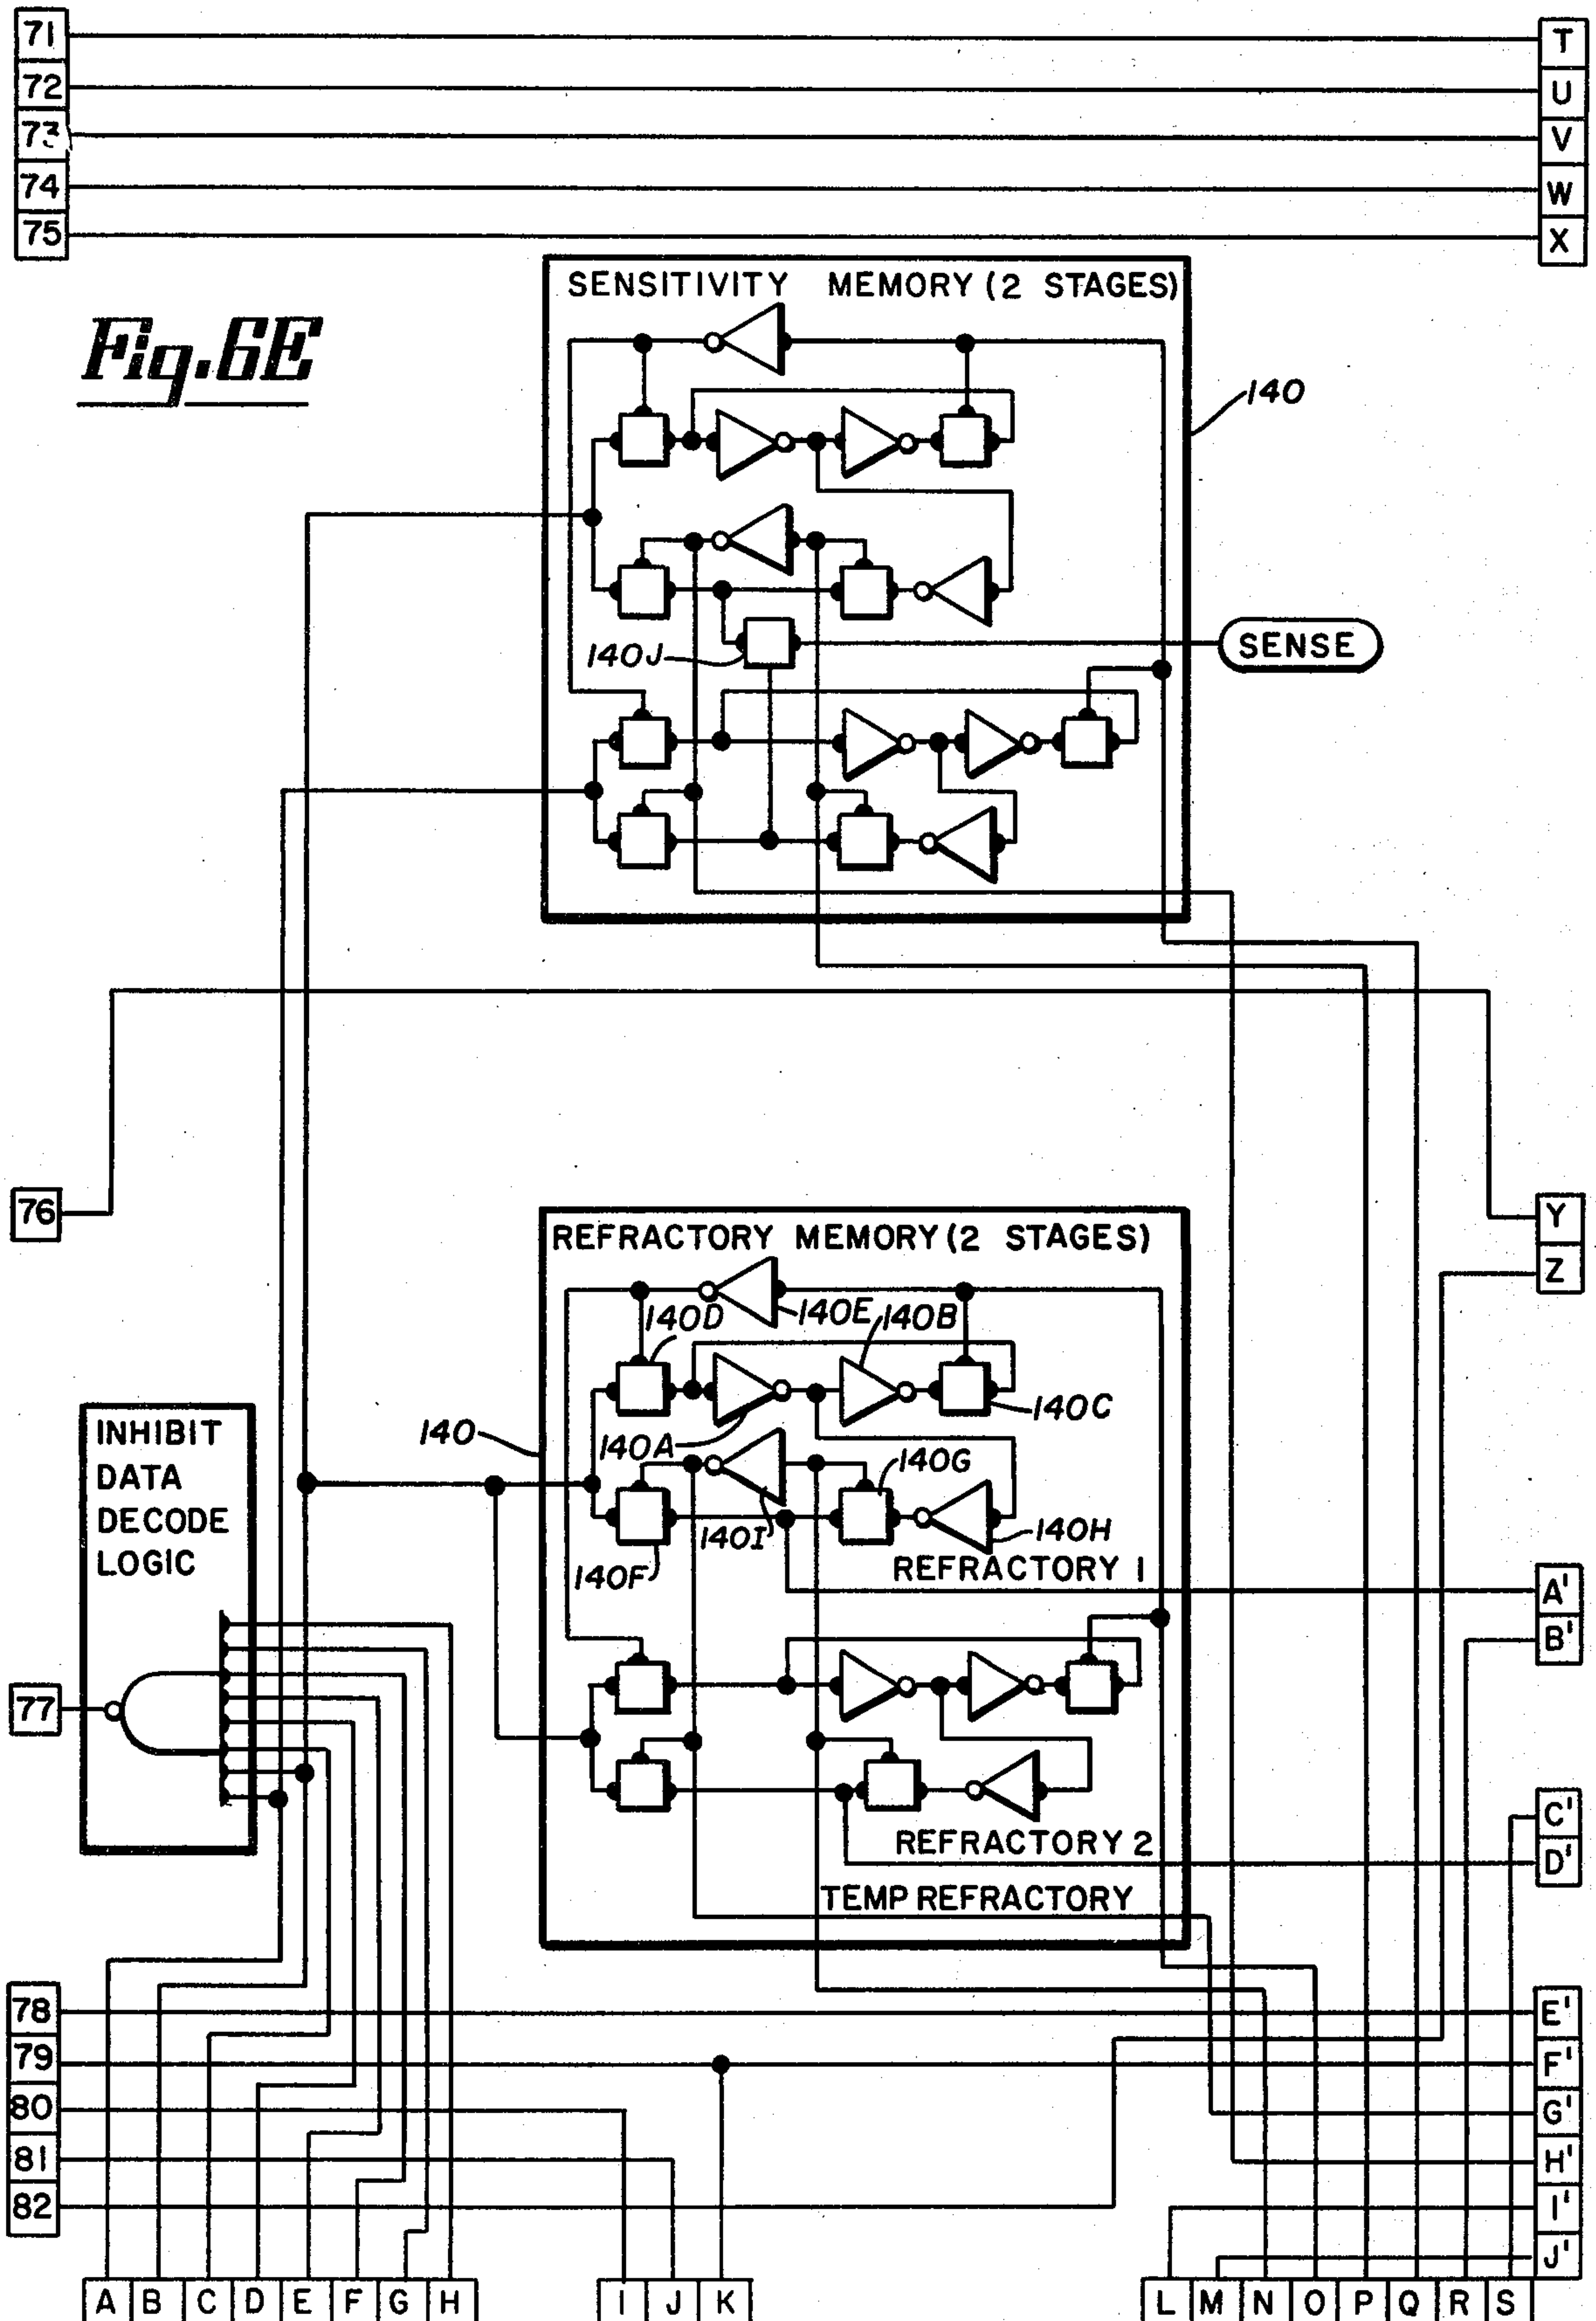 71
T
72
U
73
V
74
W
75
X
SENSITIVITY MEMORY (2 STAGES)
Fig. 6E
140
140J
SENSE
76
Y
Z
REFRACTORY MEMORY (2 STAGES)
140D
140E
140B
140C
140
140A
140G
140I
140H
140F
REFRACTORY 1
INHIBIT
DATA
DECODE
LOGIC
77
A'
B'
C'
D'
REFRACTORY 2
TEMP REFRACTORY
78
E'
79
F'
80
G'
81
H'
82
I'
J'
A B C D E F G H I J K L M N O P Q R S